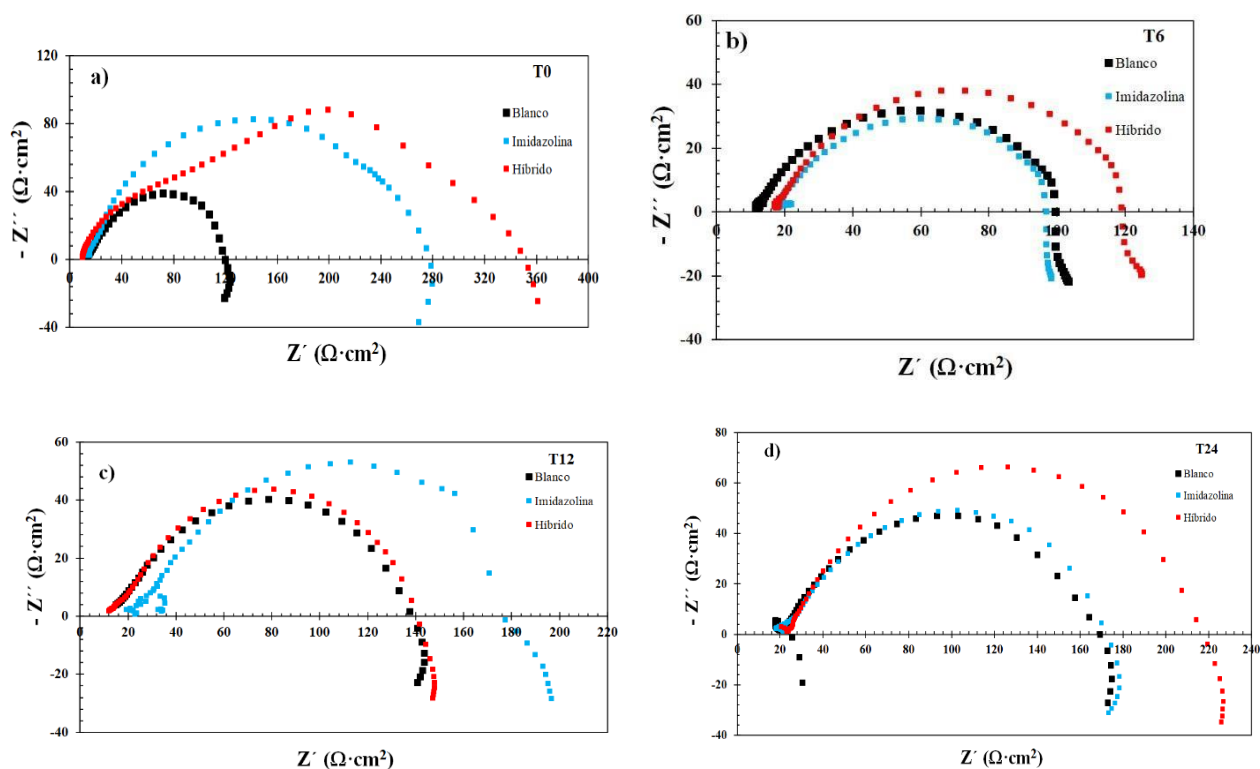 a)
T0
Blanco
Imidazolina
Híbrido
120
80
40
0
-40
0 40 80 120 160 200 240 280 320 360 400
- Z´´ (Ω·cm²)
Z´ (Ω·cm²)
b)
T6
Blanco
Imidazolina
Híbrido
60
40
20
0
-20
-40
0 20 40 60 80 100 120 140
- Z´´ (Ω·cm²)
Z´ (Ω·cm²)
c)
T12
Blanco
Imidazolina
Híbrido
60
40
20
0
-20
-40
0 20 40 60 80 100 120 140 160 180 200 220
- Z´´ (Ω·cm²)
Z´ (Ω·cm²)
d)
T24
Blanco
Imidazolina
Híbrido
80
60
40
20
0
-20
-40
0 20 40 60 80 100 120 140 160 180 200 220 240
- Z´´ (Ω·cm²)
Z´ (Ω·cm²)